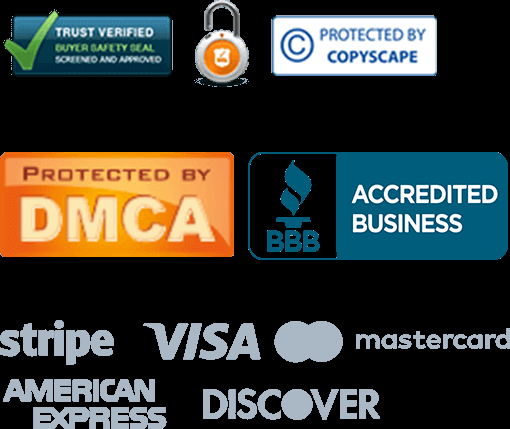 TRUST VERIFIED
BUYER SAFETY SEAL
SCREENED AND APPROVED
© PROTECTED BY
COPYSCAPE
PROTECTED BY
DMCA
BBB
ACCREDITED
BUSINESS
stripe
VISA
mastercard
AMERICAN
EXPRESS
DISCOVER